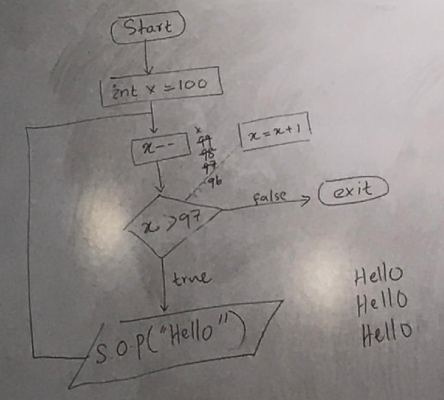 Start
int x = 100
x--
x
99
98
97
96
x = x+1
x > 97
false
exit
true
S.O.P("Hello")
Hello
Hello
Hello